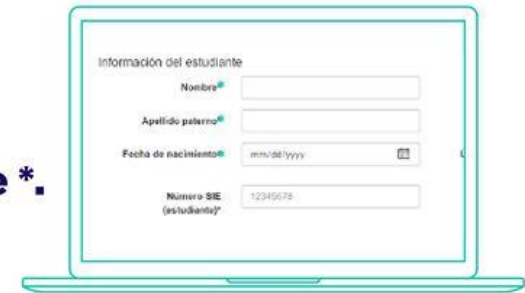 Información del estudiante
Nombre*
Apellido paterno*
Fecha de nacimiento* mm/dd/yyyy
e *.
Número SIE 12345678
(estudiante)*